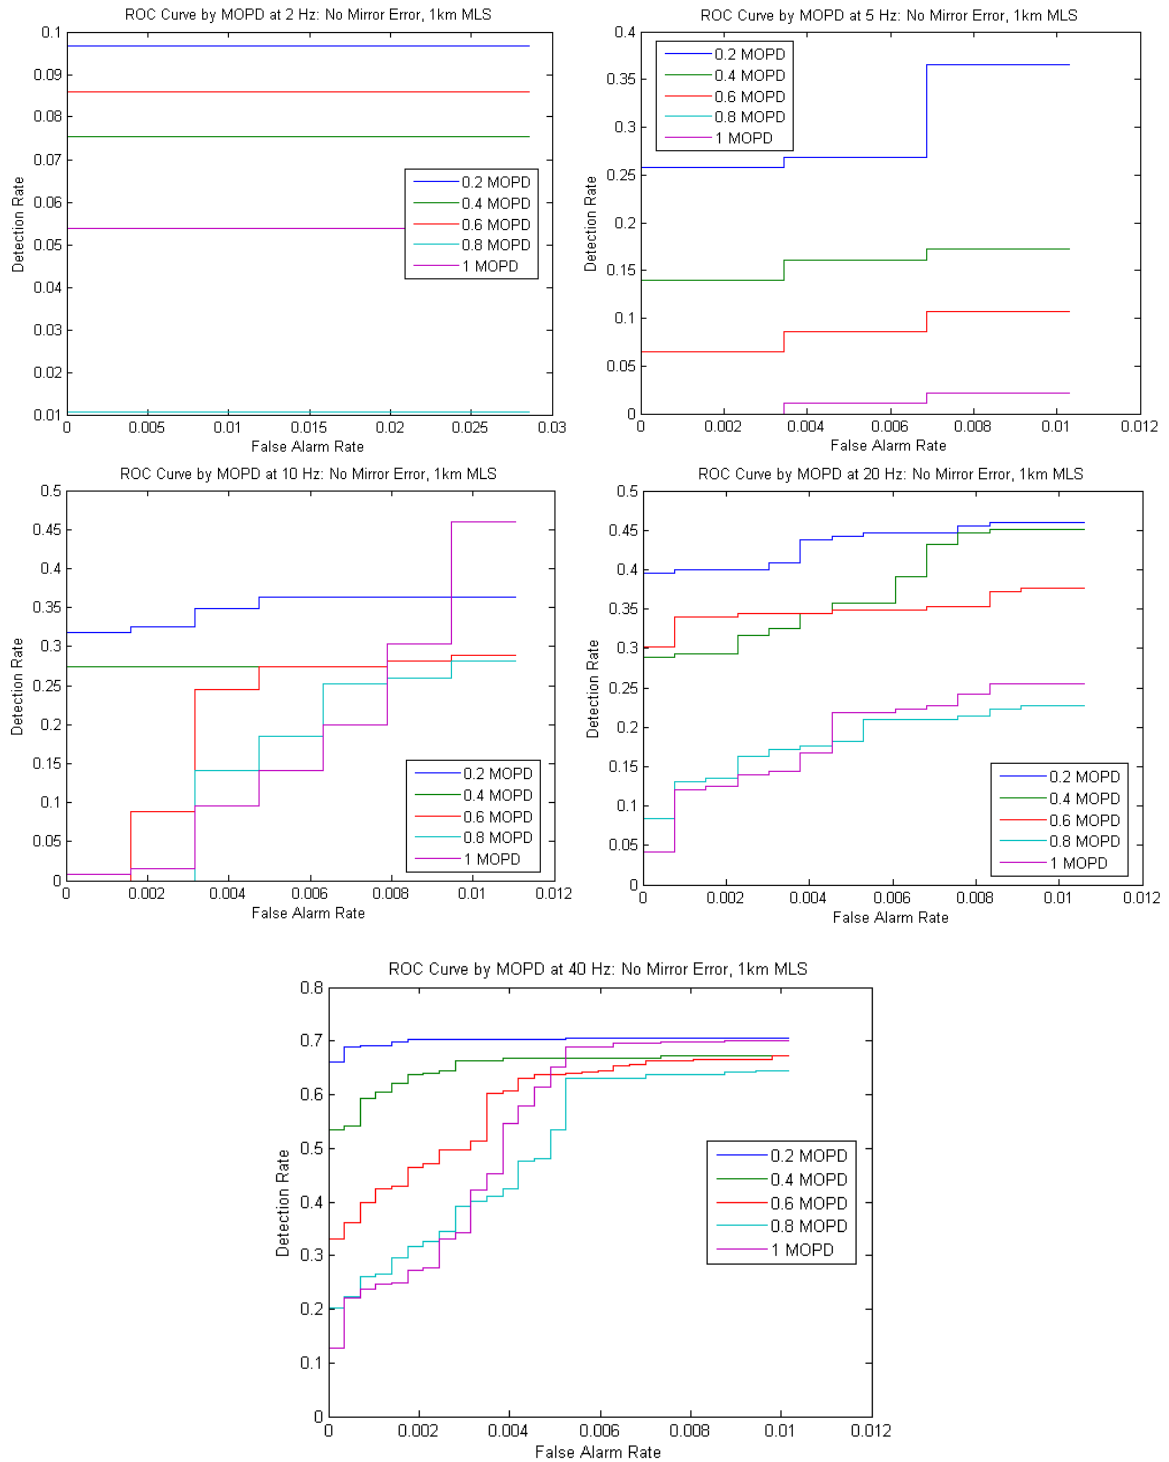 ROC Curve by MOPD at 2 Hz: No Mirror Error, 1km MLS
0.1
0.09
0.08
0.07
0.06
0.05
0.04
0.03
0.02
0.01
Detection Rate
0.2 MOPD
0.4 MOPD
0.6 MOPD
0.8 MOPD
1 MOPD
0 0.005 0.01 0.015 0.02 0.025 0.03
False Alarm Rate
ROC Curve by MOPD at 5 Hz: No Mirror Error, 1km MLS
0.4
0.35
0.3
0.25
0.2
0.15
0.1
0.05
0
Detection Rate
0.2 MOPD
0.4 MOPD
0.6 MOPD
0.8 MOPD
1 MOPD
0 0.002 0.004 0.006 0.008 0.01 0.012
False Alarm Rate
ROC Curve by MOPD at 10 Hz: No Mirror Error, 1km MLS
0.5
0.45
0.4
0.35
0.3
0.25
0.2
0.15
0.1
0.05
0
Detection Rate
0.2 MOPD
0.4 MOPD
0.6 MOPD
0.8 MOPD
1 MOPD
0 0.002 0.004 0.006 0.008 0.01 0.012
False Alarm Rate
ROC Curve by MOPD at 20 Hz: No Mirror Error, 1km MLS
0.5
0.45
0.4
0.35
0.3
0.25
0.2
0.15
0.1
0.05
0
Detection Rate
0.2 MOPD
0.4 MOPD
0.6 MOPD
0.8 MOPD
1 MOPD
0 0.002 0.004 0.006 0.008 0.01 0.012
False Alarm Rate
ROC Curve by MOPD at 40 Hz: No Mirror Error, 1km MLS
0.8
0.7
0.6
0.5
0.4
0.3
0.2
0.1
0
Detection Rate
0.2 MOPD
0.4 MOPD
0.6 MOPD
0.8 MOPD
1 MOPD
0 0.002 0.004 0.006 0.008 0.01 0.012
False Alarm Rate